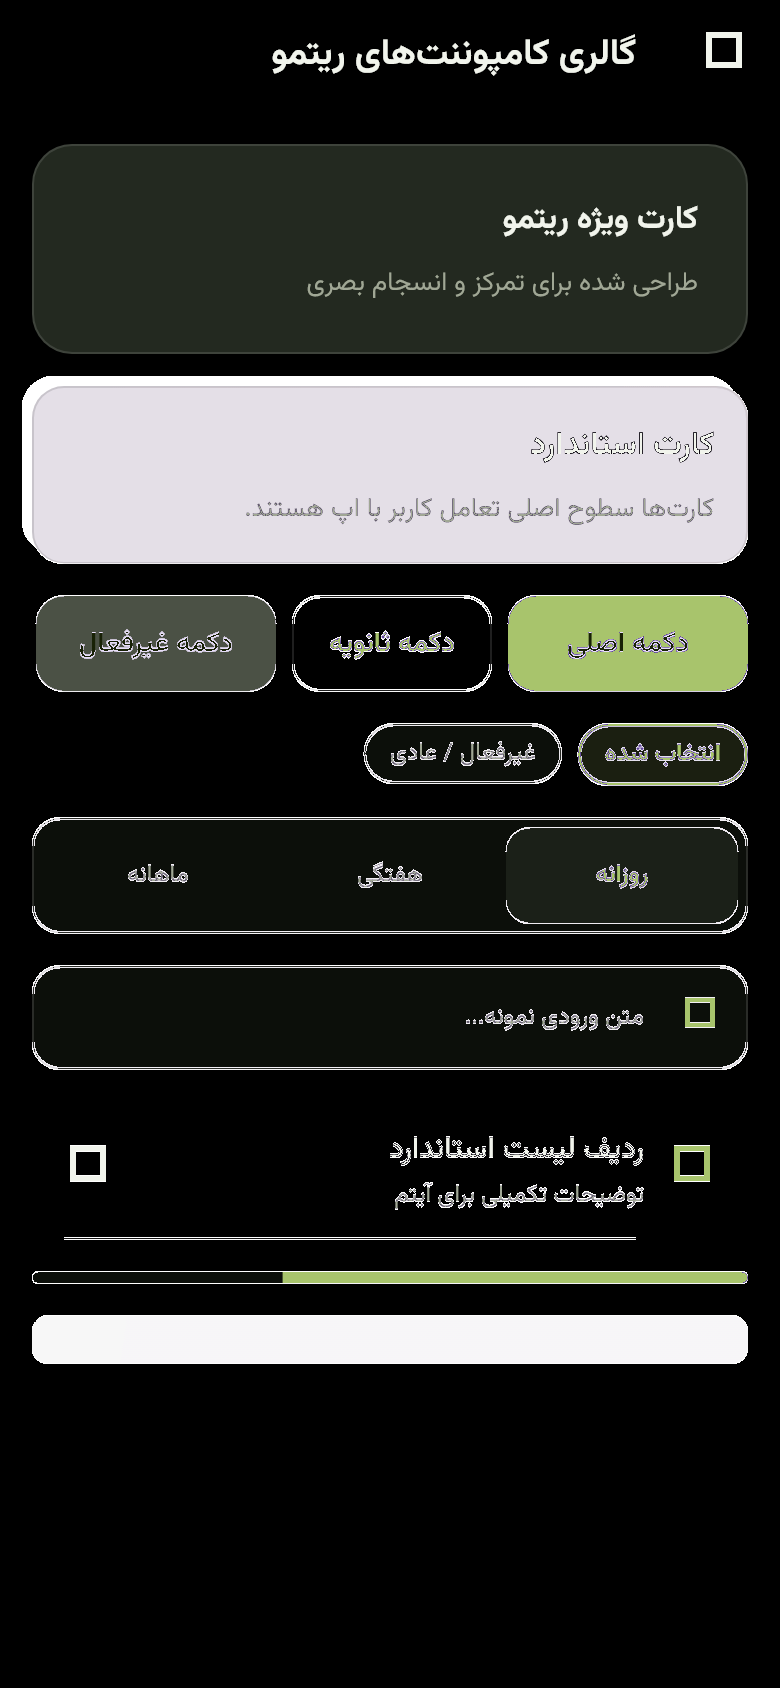 گالری کامپوننت‌های ریتمو
کارت ویژه ریتمو
طراحی شده برای تمرکز و انسجام بصری
کارت استاندارد
کارت‌ها سطوح اصلی تعامل کاربر با اپ هستند.
دکمه اصلی
دکمه ثانویه
دکمه غیرفعال
انتخاب شده
غیرفعال / عادی
روزانه
هفتگی
ماهانه
متن ورودی نمونه...
ردیف لیست استاندارد
توضیحات تکمیلی برای آیتم